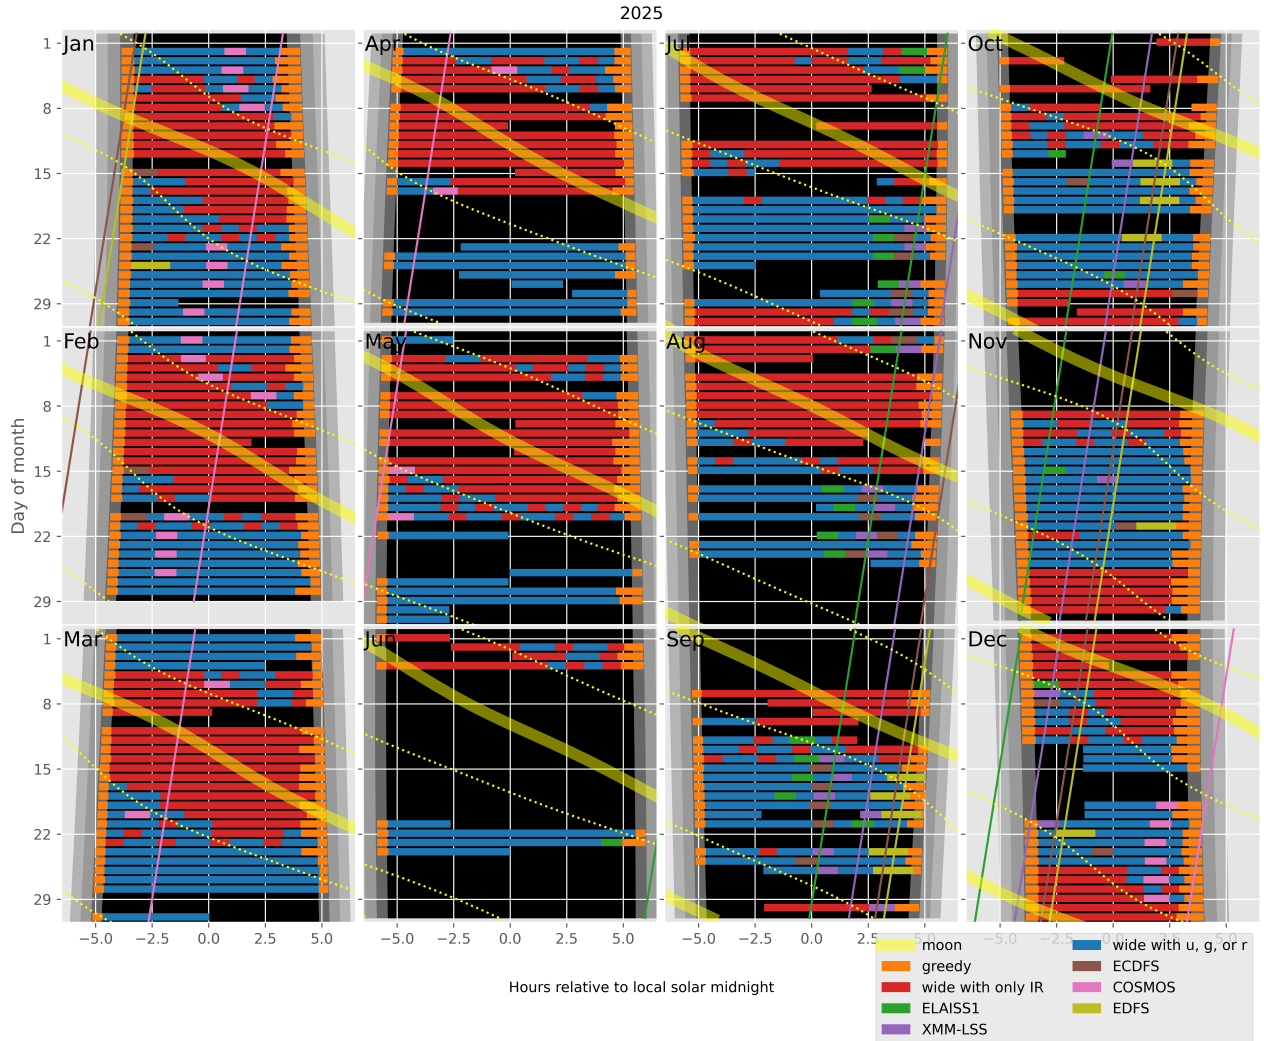 2025
Jan
Apr
Jul
Oct
1
8
15
22
29
Feb
May
Aug
Nov
1
8
15
22
29
Mar
Jun
Sep
Dec
1
8
15
22
29
Day of month
−5.0 −2.5 0.0 2.5 5.0
−5.0 −2.5 0.0 2.5 5.0
−5.0 −2.5 0.0 2.5 5.0
−5.0 −2.5 0.0 2.5 5.0
Hours relative to local solar midnight
moon
greedy
wide with only IR
ELAISS1
XMM-LSS
wide with u, g, or r
ECDFS
COSMOS
EDFS